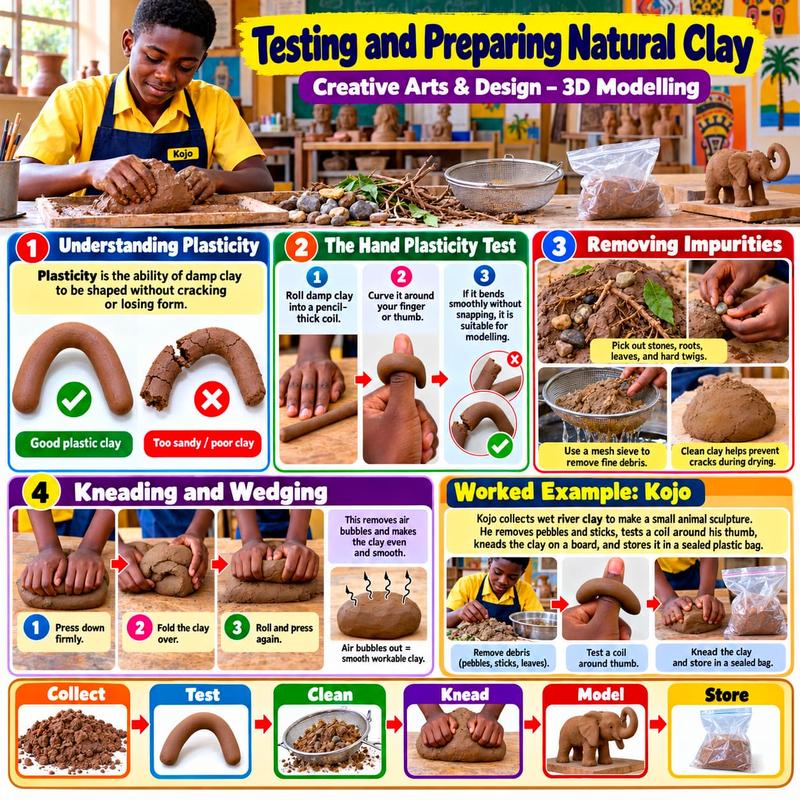 Testing and Preparing Natural Clay
Creative Arts & Design – 3D Modelling
Kojo
1 Understanding Plasticity
Plasticity is the ability of damp clay
to be shaped without cracking
or losing form.
Good plastic clay
Too sandy / poor clay
2 The Hand Plasticity Test
1
Roll damp clay
into a pencil-
thick coil.
2
Curve it around
your finger
or thumb.
3
If it bends
smoothly without
snapping, it is
suitable for
modelling.
3 Removing Impurities
Pick out stones, roots,
leaves, and hard twigs.
Use a mesh sieve to
remove fine debris.
Clean clay helps prevent
cracks during drying.
4 Kneading and Wedging
1 Press down
firmly.
2 Fold the clay
over.
3 Roll and press
again.
This removes air
bubbles and makes
the clay even
and smooth.
Air bubbles out =
smooth workable clay.
Worked Example: Kojo
Kojo collects wet river clay to make a small animal sculpture.
He removes pebbles and sticks, tests a coil around his thumb,
kneads the clay on a board, and stores it in a sealed plastic bag.
Remove debris
(pebbles, sticks, leaves).
Test a coil
around thumb.
Knead the clay
and store in a sealed bag.
Collect
Test
Clean
Knead
Model
Store